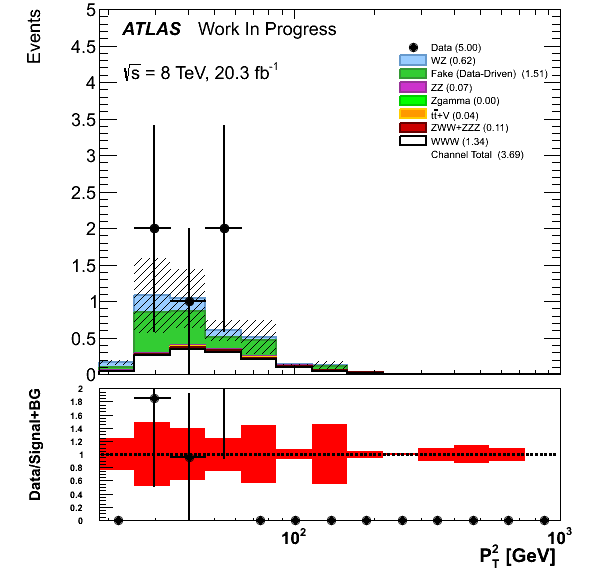 Events
ATLAS Work In Progress
√s = 8 TeV, 20.3 fb⁻¹
Data (5.00)
WZ (0.62)
Fake (Data-Driven) (1.51)
ZZ (0.07)
Zgamma (0.00)
tt̄+V (0.04)
ZWW+ZZZ (0.11)
WWW (1.34)
Channel Total (3.69)
5
4.5
4
3.5
3
2.5
2
1.5
1
0.5
0
Data/Signal+BG
2
1.8
1.6
1.4
1.2
1.0
0.8
0.6
0.4
0.2
0
10²
10³
P²_T [GeV]